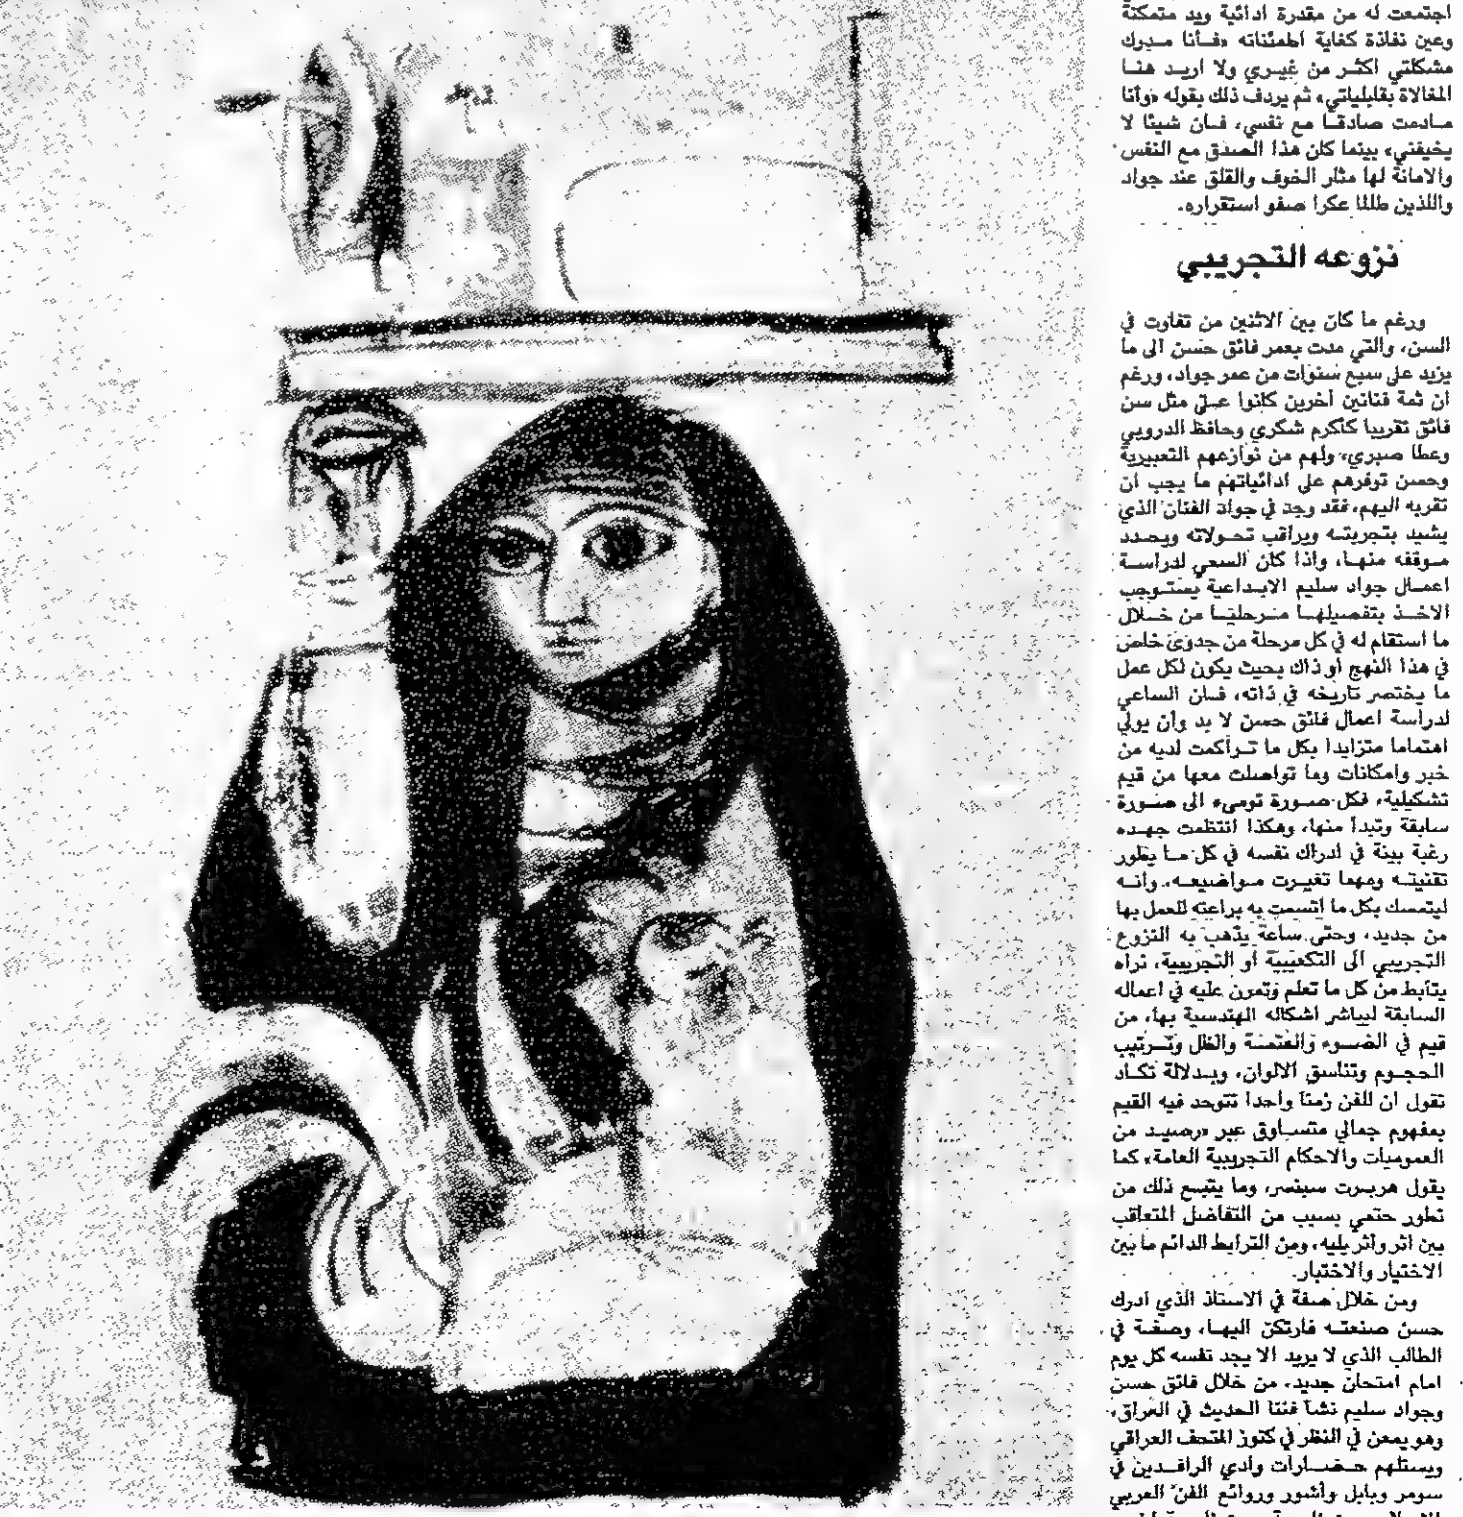 اجتمعت له من مقدرة ادائية ويد متمكنة
وعين نفاذة كفاية اطمئنانه «فأنا مدرك
مشكلتي اكثر من غيري ولا اريد هنا
المغالاة بقابلياتي» ثم يردف ذلك بقوله «وأنا
مادمت صادقا مع نفسي، فان شيئا لا
يخيفني» بينما كان هذا الصدق مع النفس
والامانة لها مثار الخوف والقلق عند جواد
واللذين طالما عكرا صفو استقراره.
نزوعه التجريبي
ورغم ما كان بين الاثنين من تفاوت في
السن، والتي مدت بعمر فائق حسن الى ما
يزيد على سبع سنوات من عمر جواد، ورغم
ان ثمة فنانين آخرين كانوا على مثل سن
فائق تقريبا كأكرم شكري وحافظ الدروبي
وعطا صبري، ولهم من نوازعهم التعبيرية
وحسن توفرهم على ادائياتهم ما يجب ان
تقربه اليهم، فقد وجد في جواد الفنان الذي
يشيد بتجربته ويراقب تحولاته ويحدد
موقفه منها، واذا كان السعي لدراسة
اعمال جواد سليم الابداعية يستوجب
الاخذ بتفصيلها مرحليا من خلال
ما استقام له في كل مرحلة من جدوى خاص
في هذا النهج أو ذاك بحيث يكون لكل عمل
ما يختصر تاريخه في ذاته، فان الساعي
لدراسة اعمال فائق حسن لا بد وأن يولي
اهتماما متزايدا بكل ما تراكمت لديه من
خبر وامكانات وما تواصلت معها من قيم
تشكيلية، فكل صورة تومىء الى صورة
سابقة وتبدأ منها، وهكذا انتظمت جهده
رغبة بينة في ادراك نفسه في كل ما يطور
تقنيته ومهما تغيرت مواضيعه، وانه
ليتمسك بكل ما اتسمت به براعته للعمل بها
من جديد، وحتى ساعة يذهب به النزوع
التجريبي الى التكعيبية أو التجريبية، نراه
يتأبط من كل ما تعلم وتمرن عليه في اعماله
السابقة ليباشر اشكاله الهندسية بها، من
قيم في الضوء والعتمة والظل وترتيب
الحجوم وتناسق الالوان، وبدلالة تكاد
تقول ان للفن زمنا واحدا تتوحد فيه القيم
بمفهوم جمالي متساوق عبر «رصيد من
العموميات والاحكام التجريبية العامة» كما
يقول هربرت سبنسر، وما يتبع ذلك من
تطور حتمي بسبب من التفاضل المتعاقب
بين اثر واثر يليه، ومن الترابط الدائم ما بين
الاختيار والاختبار.
ومن خلال صفة في الاستاذ الذي ادرك
حسن صنعته فأرتكن اليها، وصفة في
الطالب الذي لا يريد الا يجد نفسه كل يوم
امام امتحان جديد، من خلال فائق حسن
وجواد سليم نشأ فننا الحديث في العراق،
وهو يمعن في النظر في كنوز المتحف العراقي
ويستلهم حضارات وادي الرافدين في
سومر وبابل وأشور وروائع الفن العربي